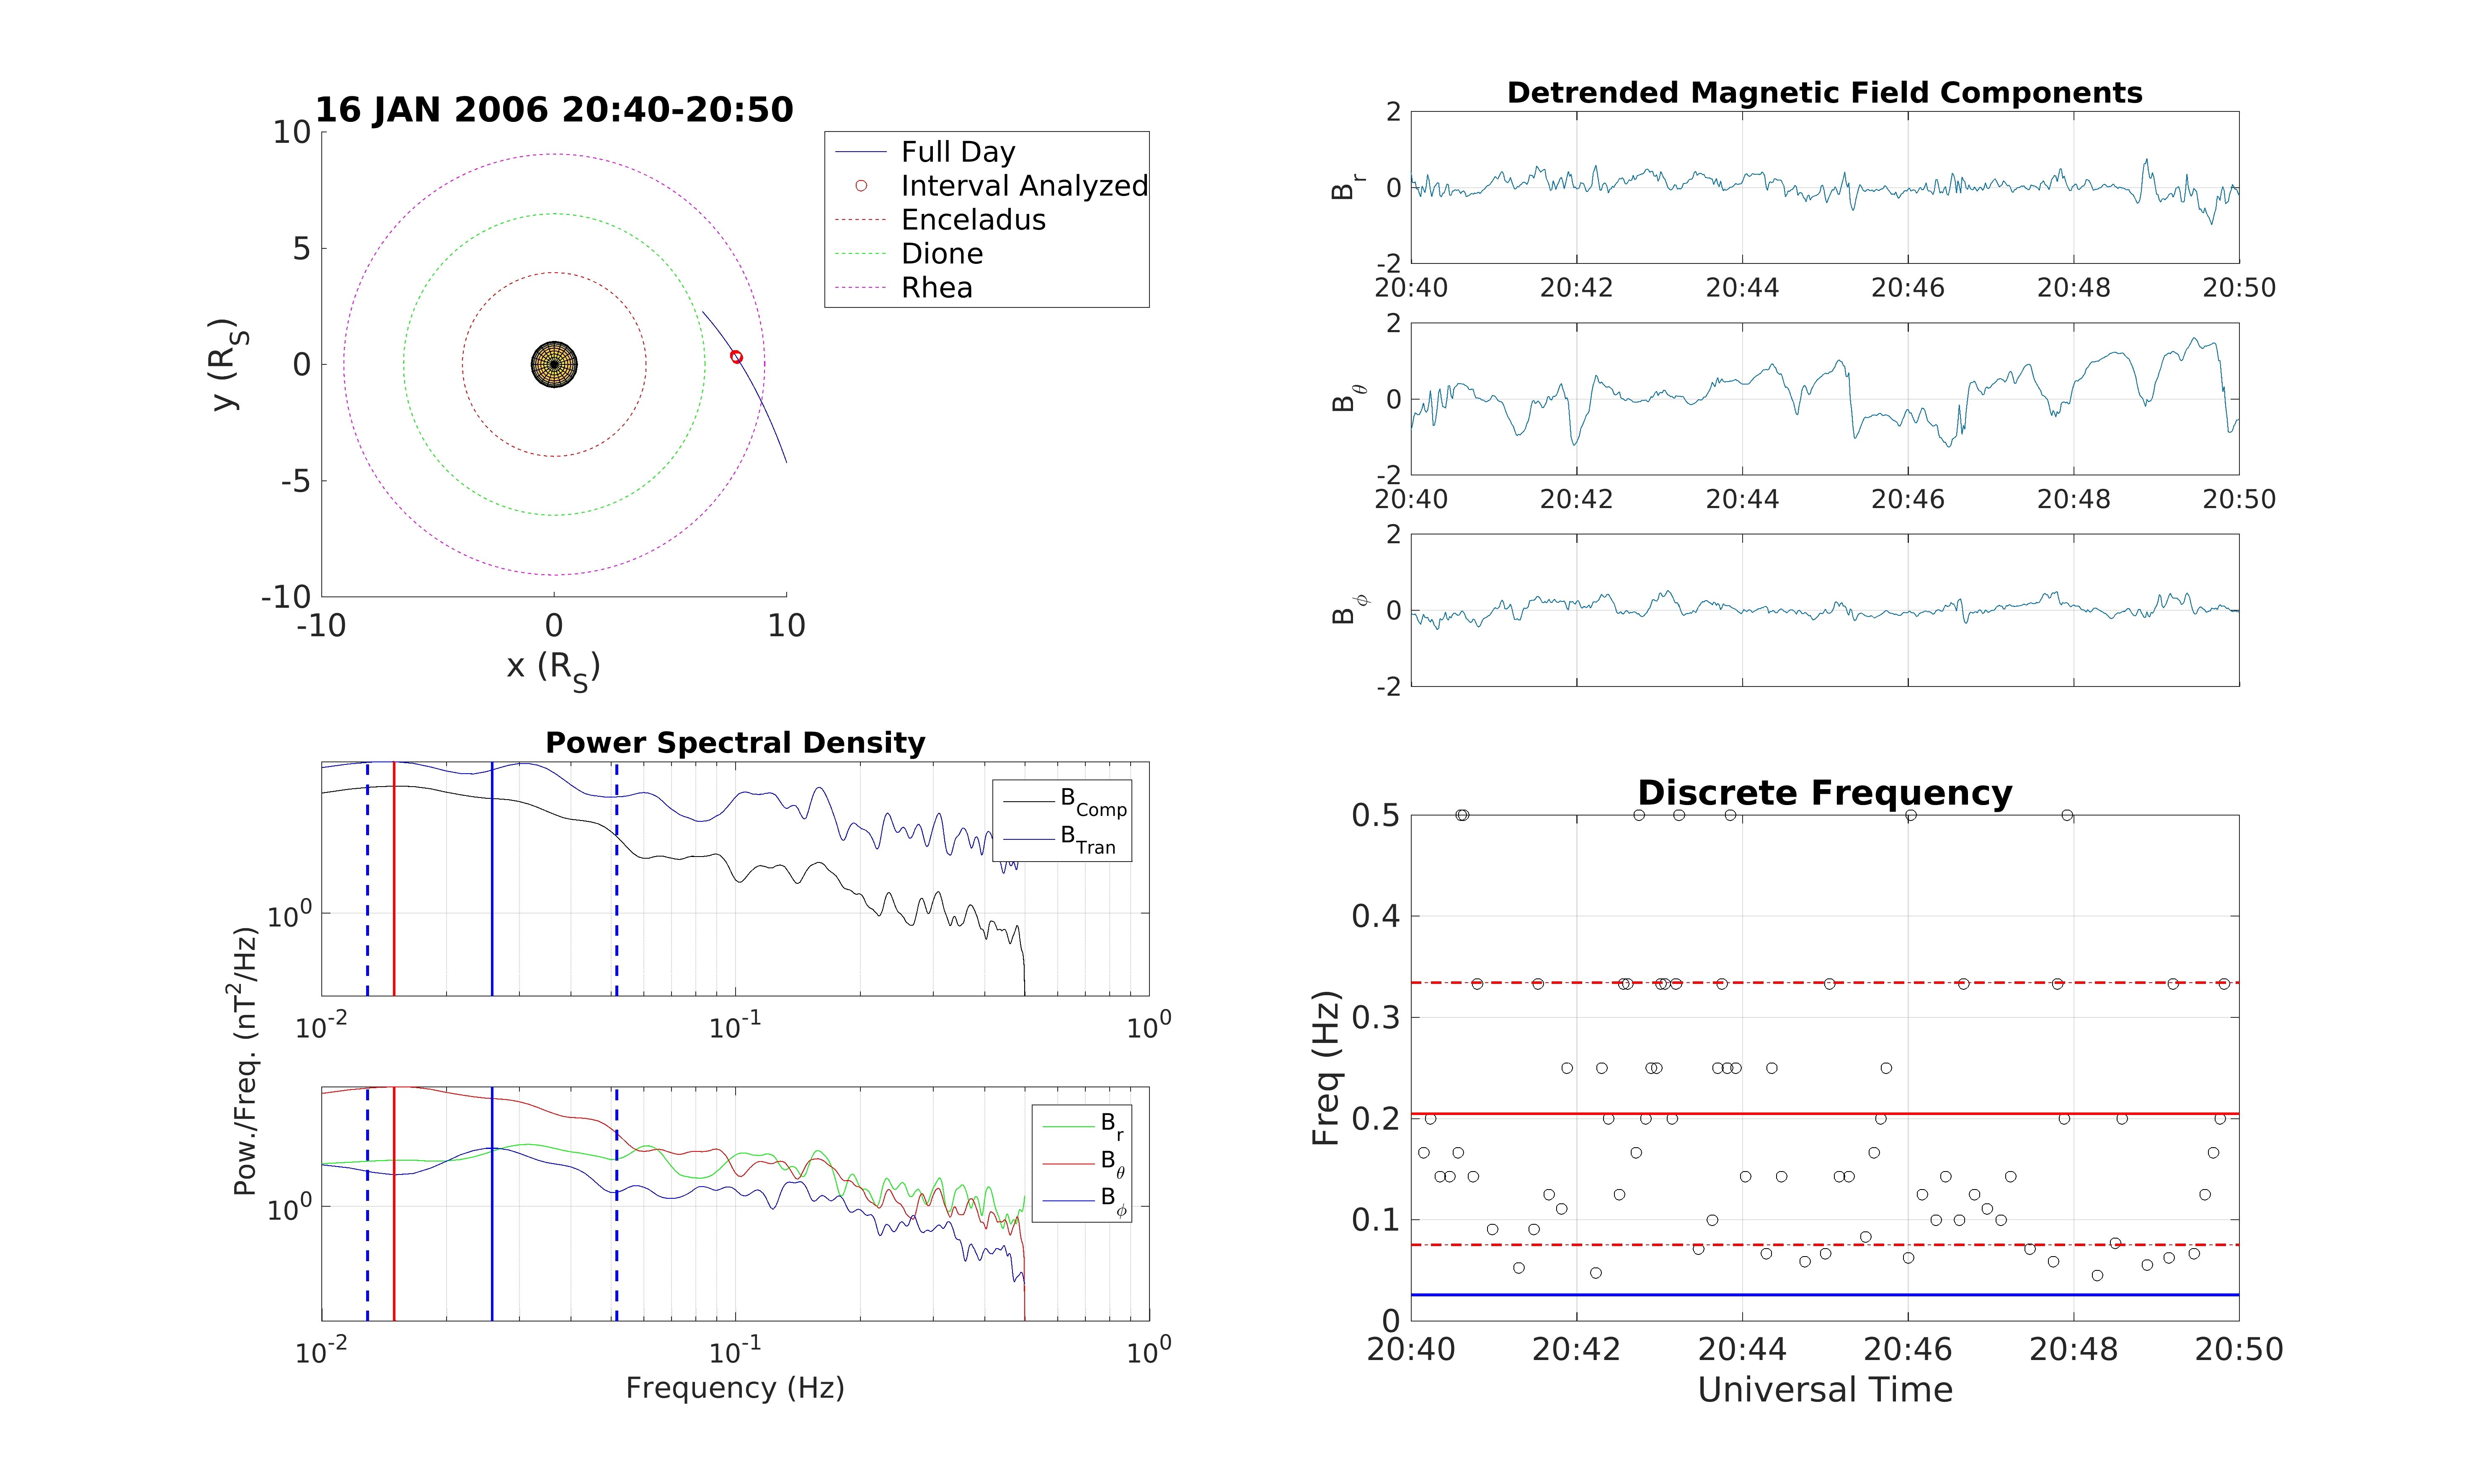 16 JAN 2006 20:40-20:50
10
5
0
-5
-10
-10 0 10
y (R_S)
x (R_S)
Full Day
Interval Analyzed
Enceladus
Dione
Rhea
Detrended Magnetic Field Components
2
0
-2
B_r
20:40 20:42 20:44 20:46 20:48 20:50
2
0
-2
B_θ
20:40 20:42 20:44 20:46 20:48 20:50
2
0
-2
B_ϕ
Power Spectral Density
10^0
B_Comp
B_Tran
10^-2 10^-1 10^0
Pow./Freq. (nT^2/Hz)
10^0
B_r
B_θ
B_ϕ
10^-2 10^-1 10^0
Frequency (Hz)
Discrete Frequency
0.5
0.4
0.3
0.2
0.1
0
Freq (Hz)
20:40 20:42 20:44 20:46 20:48 20:50
Universal Time